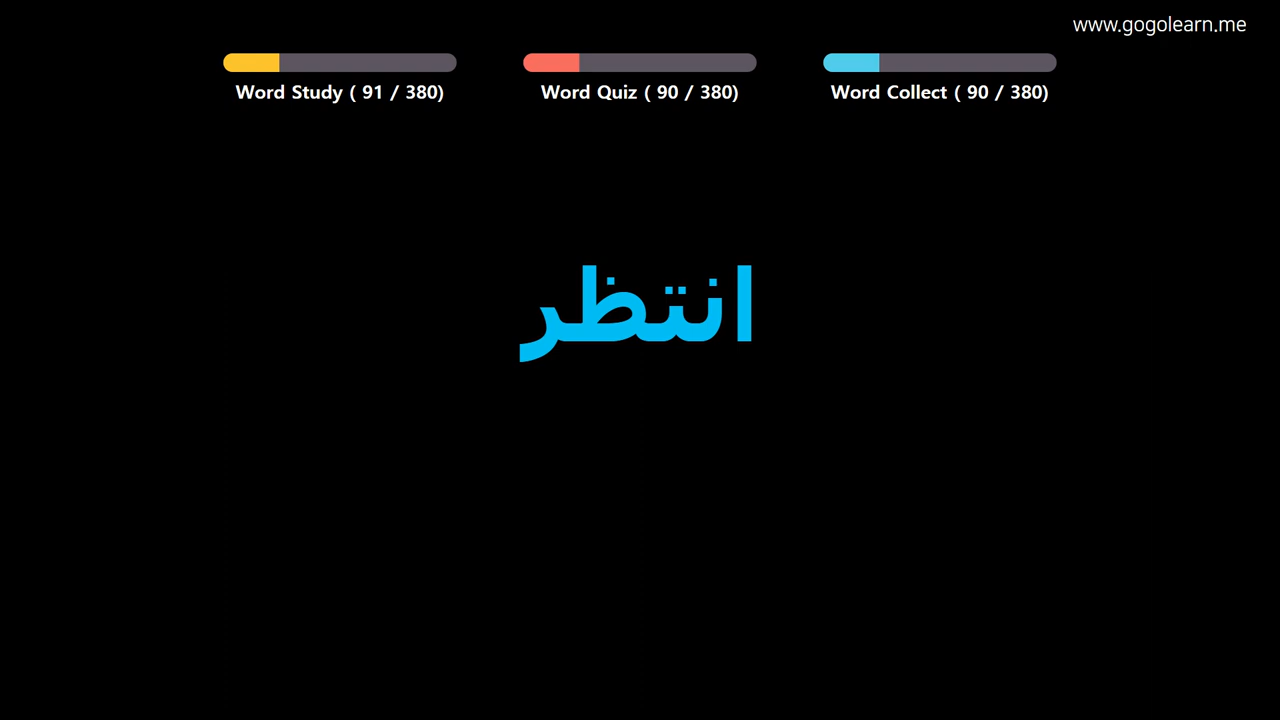 www.gogolearn.me
Word Study ( 91 / 380)
Word Quiz ( 90 / 380)
Word Collect ( 90 / 380)
انتظر